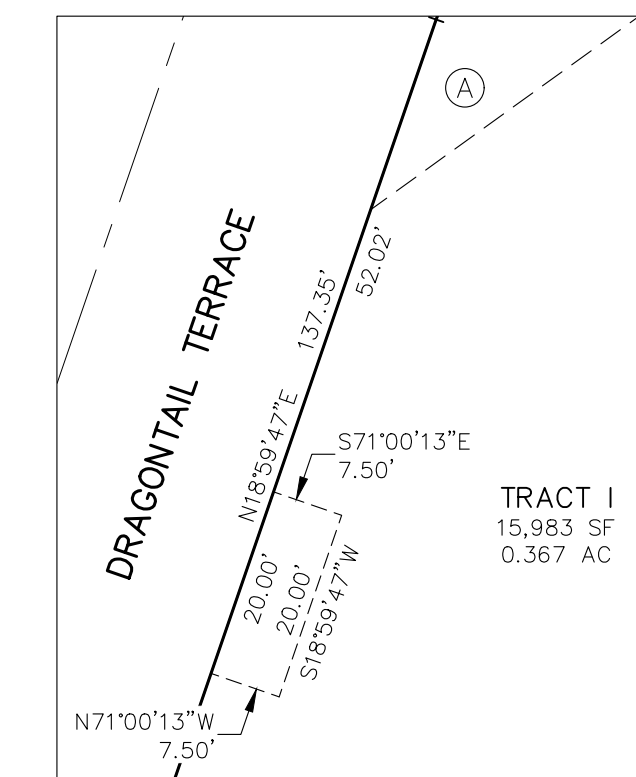 A
DRAGONTAIL TERRACE
137.35'
52.02'
N18°59'47"E
S71°00'13"E
7.50'
TRACT I
15,983 SF
0.367 AC
20.00'
20.00'
S18°59'47"W
N71°00'13"W
7.50'